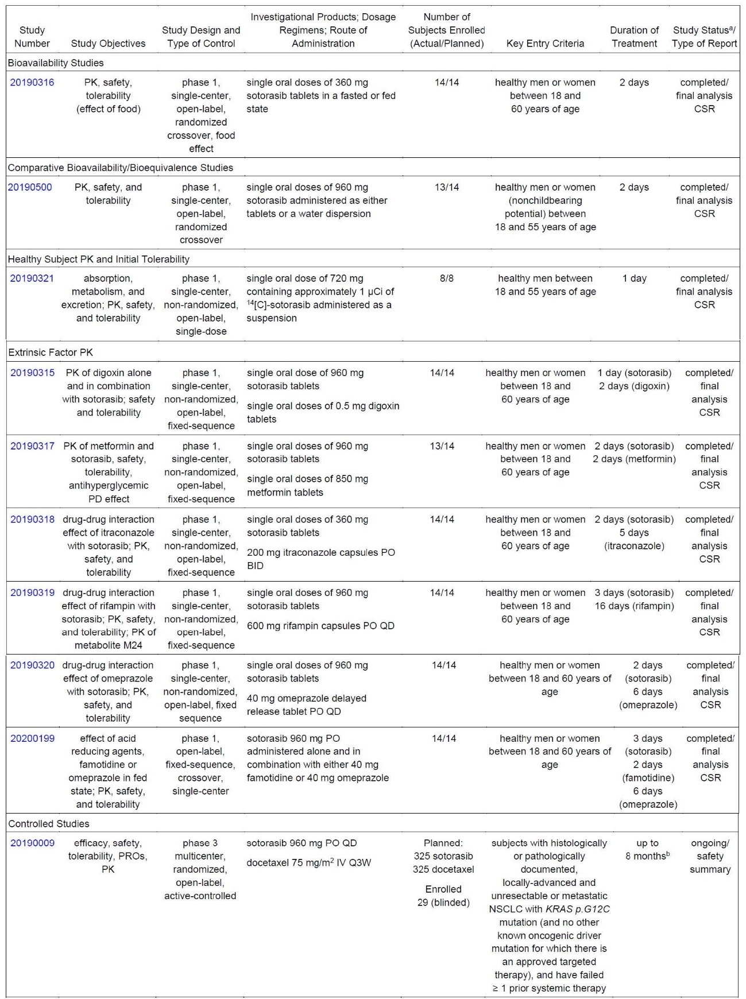 Study Number
Study Objectives
Study Design and Type of Control
Investigational Products; Dosage Regimens; Route of Administration
Number of Subjects Enrolled (Actual/Planned)
Key Entry Criteria
Duration of Treatment
Study Statusᵃ/ Type of Report
Bioavailability Studies
20190316
PK, safety,
tolerability
(effect of food)
phase 1,
single-center,
open-label,
randomized
crossover, food
effect
single oral doses of 360 mg
sotorasib tablets in a fasted or fed
state
14/14
healthy men or women
between 18 and
60 years of age
2 days
completed/
final analysis
CSR
Comparative Bioavailability/Bioequivalence Studies
20190500
PK, safety, and
tolerability
phase 1,
single-center,
open-label,
randomized
crossover
single oral doses of 960 mg
sotorasib administered as either
tablets or a water dispersion
13/14
healthy men or women
(nonchildbearing
potential) between
18 and 55 years of age
2 days
completed/
final analysis
CSR
Healthy Subject PK and Initial Tolerability
20190321
absorption,
metabolism, and
excretion; PK, safety,
and tolerability
phase 1,
single-center,
non-randomized,
open-label,
single-dose
single oral dose of 720 mg
containing approximately 1 µCi of
¹⁴[C]-sotorasib administered as a
suspension
8/8
healthy men between
18 and 55 years of age
1 day
completed/
final analysis
CSR
Extrinsic Factor PK
20190315
PK of digoxin alone
and in combination
with sotorasib; safety
and tolerability
phase 1,
single-center,
non-randomized,
open-label,
fixed-sequence
single oral dose of 960 mg
sotorasib tablets
single oral doses of 0.5 mg digoxin
tablets
14/14
healthy men or women
between 18 and
60 years of age
1 day (sotorasib)
2 days (digoxin)
completed/
final
analysis
CSR
20190317
PK of metformin and
sotorasib, safety,
tolerability,
antihyperglycemic
PD effect
phase 1,
single-center,
non-randomized,
open-label,
fixed-sequence
single oral doses of 960 mg
sotorasib tablets
single oral doses of 850 mg
metformin tablets
13/14
healthy men or women
between 18 and
60 years of age
2 days (sotorasib)
2 days (metformin)
completed/
final
analysis
CSR
20190318
drug-drug interaction
effect of itraconazole
with sotorasib; PK,
safety, and
tolerability
phase 1,
single-center,
non-randomized,
open-label,
fixed-sequence
single oral doses of 360 mg
sotorasib tablets
200 mg itraconazole capsules PO
BID
14/14
healthy men or women
between 18 and
60 years of age
2 days (sotorasib)
5 days
(itraconazole)
completed/
final
analysis
CSR
20190319
drug-drug interaction
effect of rifampin with
sotorasib; PK, safety,
and tolerability; PK of
metabolite M24
phase 1,
single-center,
non-randomized,
open-label,
fixed-sequence
single oral doses of 960 mg
sotorasib tablets
600 mg rifampin capsules PO QD
14/14
healthy men or women
between 18 and
60 years of age
3 days (sotorasib)
16 days (rifampin)
completed/
final
analysis
CSR
20190320
drug-drug interaction
effect of omeprazole
with sotorasib; PK,
safety, and
tolerability
phase 1,
single-center,
non-randomized,
open-label, fixed
sequence
single oral doses of 960 mg
sotorasib tablets
40 mg omeprazole delayed
release tablet PO QD
14/14
healthy men or women
between 18 and 60 years of
age
2 days
(sotorasib)
6 days
(omeprazole)
completed/
final
analysis
CSR
20200199
effect of acid
reducing agents,
famotidine or
omeprazole in fed
state; PK, safety,
and tolerability
phase 1,
open-label,
fixed-sequence,
crossover,
single-center
sotorasib 960 mg PO
administered alone and in
combination with either 40 mg
famotidine or 40 mg omeprazole
14/14
healthy men or women
between 18 and 60 years of
age
3 days
(sotorasib)
2 days
(famotidine)
6 days
(omeprazole)
completed/
final
analysis
CSR
Controlled Studies
20190009
efficacy, safety,
tolerability, PROs,
PK
phase 3
multicenter,
randomized,
open-label,
active-controlled
sotorasib 960 mg PO QD
docetaxel 75 mg/m² IV Q3W
Planned:
325 sotorasib
325 docetaxel
Enrolled
29 (blinded)
subjects with histologically
or pathologically
documented,
locally-advanced and
unresectable or metastatic
NSCLC with KRAS p.G12C
mutation (and no other
known oncogenic driver
mutation for which there is
an approved targeted
therapy), and have failed
≥ 1 prior systemic therapy
up to
8 monthsᵇ
ongoing/
safety
summary